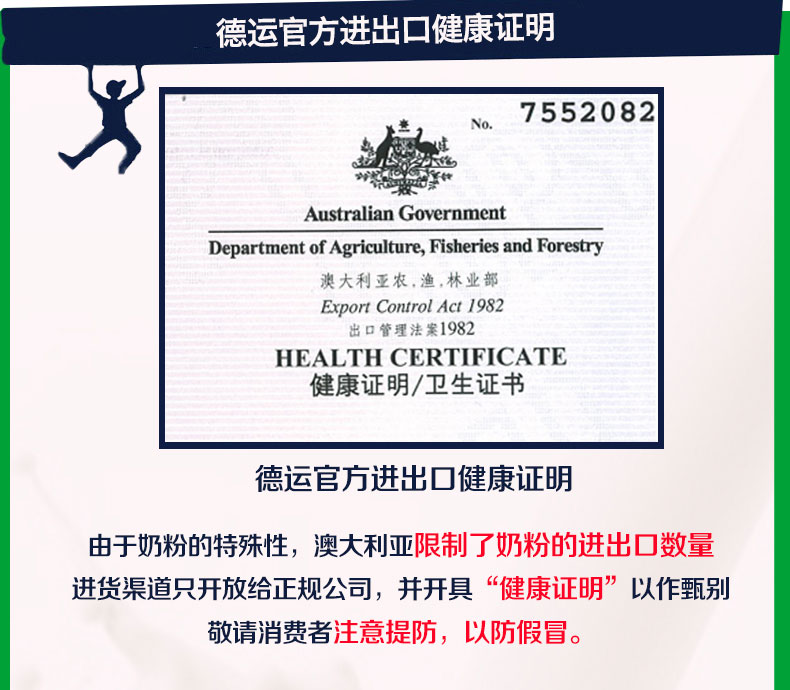 德运官方进出口健康证明
No. 7552082
Australian Government
Department of Agriculture, Fisheries and Forestry
澳大利亚农,渔,林业部
Export Control Act 1982
出口管理法案1982
HEALTH CERTIFICATE
健康证明/卫生证书
德运官方进出口健康证明
由于奶粉的特殊性，澳大利亚限制了奶粉的进出口数量
进货渠道只开放给正规公司，并开具“健康证明”以作甄别
敬请消费者注意提防，以防假冒。